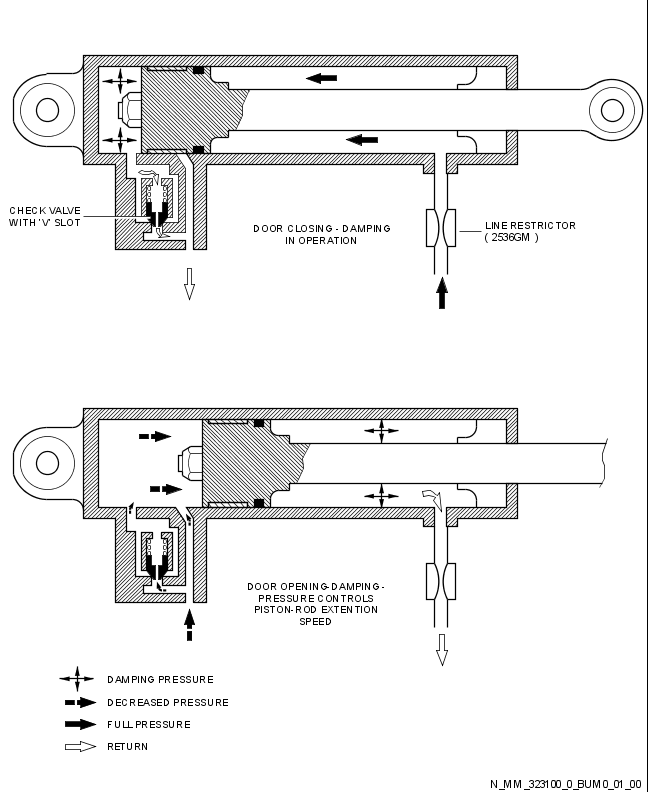 CHECK VALVE
WITH 'V' SLOT
DOOR CLOSING - DAMPING
IN OPERATION
LINE RESTRICTOR
( 2536GM )
DOOR OPENING-DAMPING-
PRESSURE CONTROLS
PISTON-ROD EXTENTION
SPEED
DAMPING PRESSURE
DECREASED PRESSURE
FULL PRESSURE
RETURN
N_MM_323100_0_BUM0_01_00